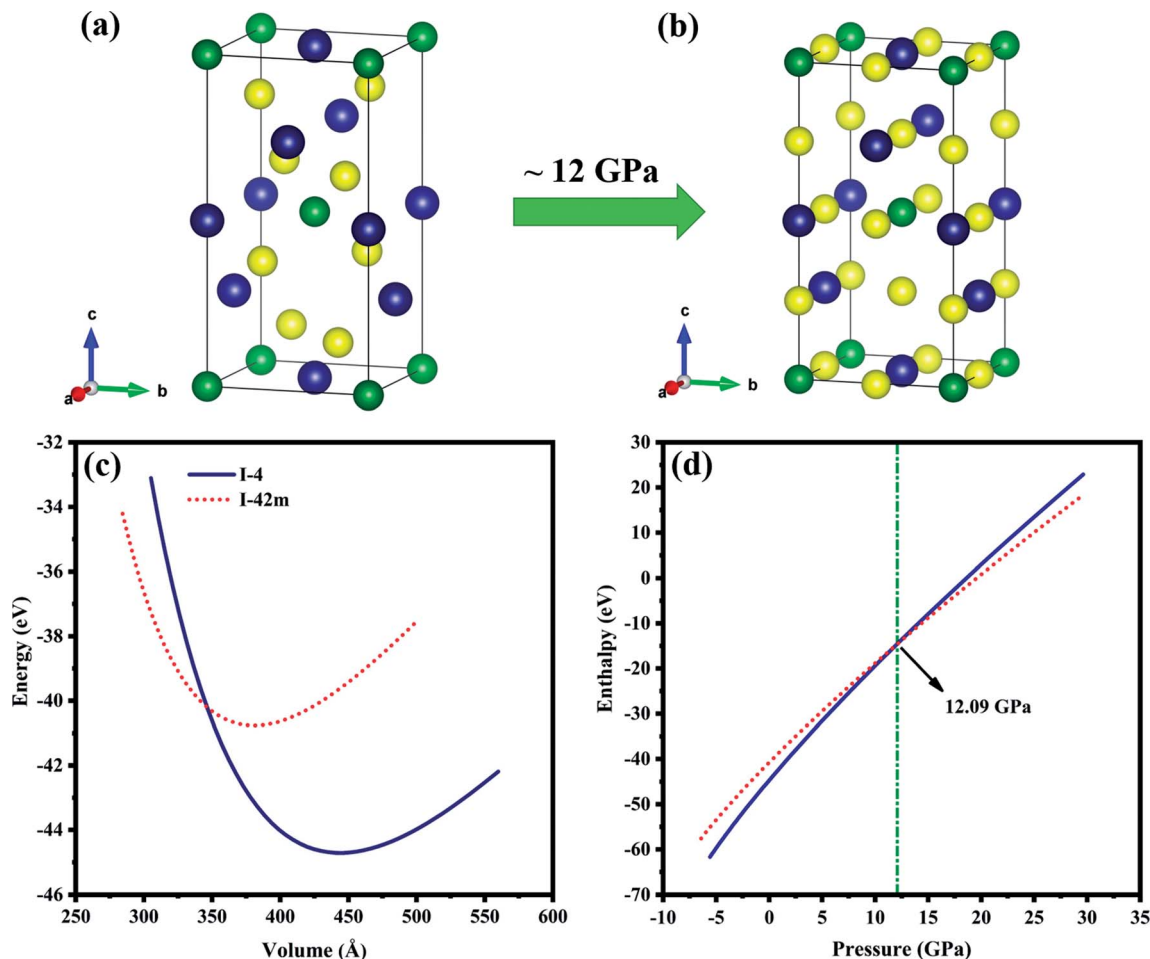 (a)
(b)
~ 12 GPa
c
a
b
c
a
b
(c)
I-4
I-42m
-32
-34
-36
-38
-40
-42
-44
-46
Energy (eV)
250 300 350 400 450 500 550 600
Volume (Å)
(d)
30
20
10
0
-10
-20
-30
-40
-50
-60
-70
Enthalpy (eV)
12.09 GPa
-10 -5 0 5 10 15 20 25 30 35
Pressure (GPa)